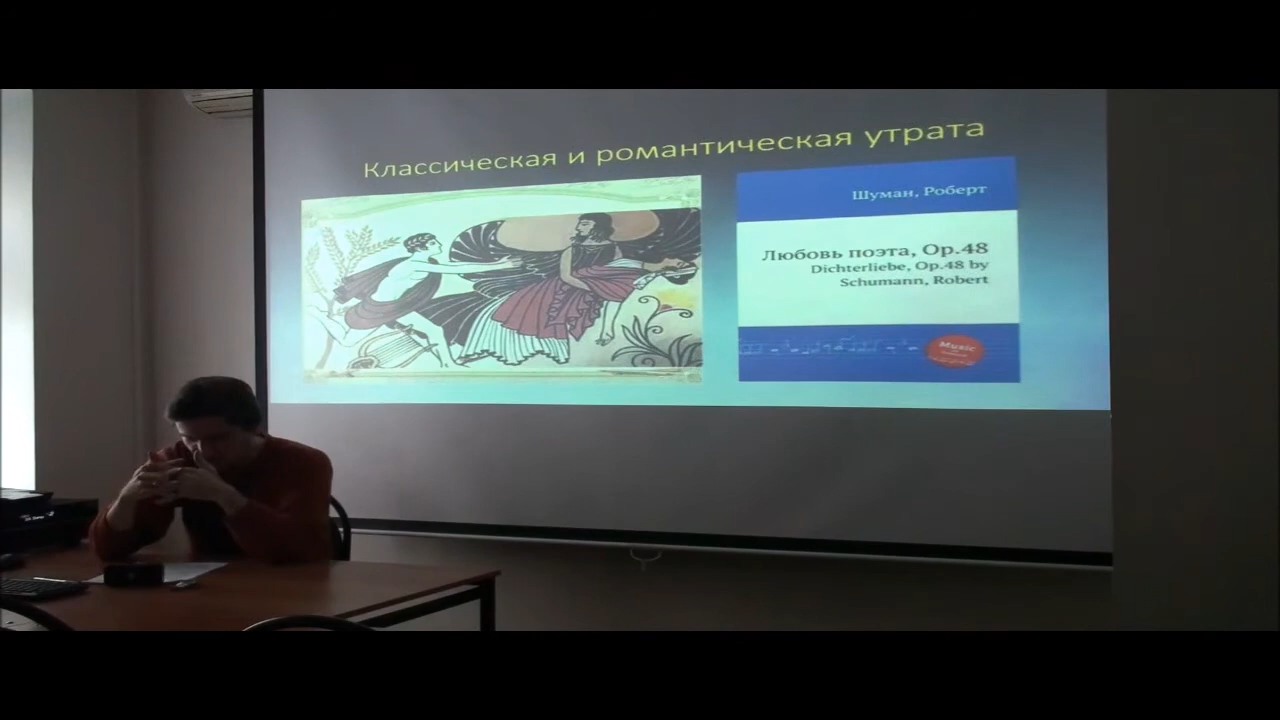 Классическая и романтическая утрата
Шуман, Роберт
Любовь поэта, Op.48
Dichterliebe, Op.48 by
Schumann, Robert
Music